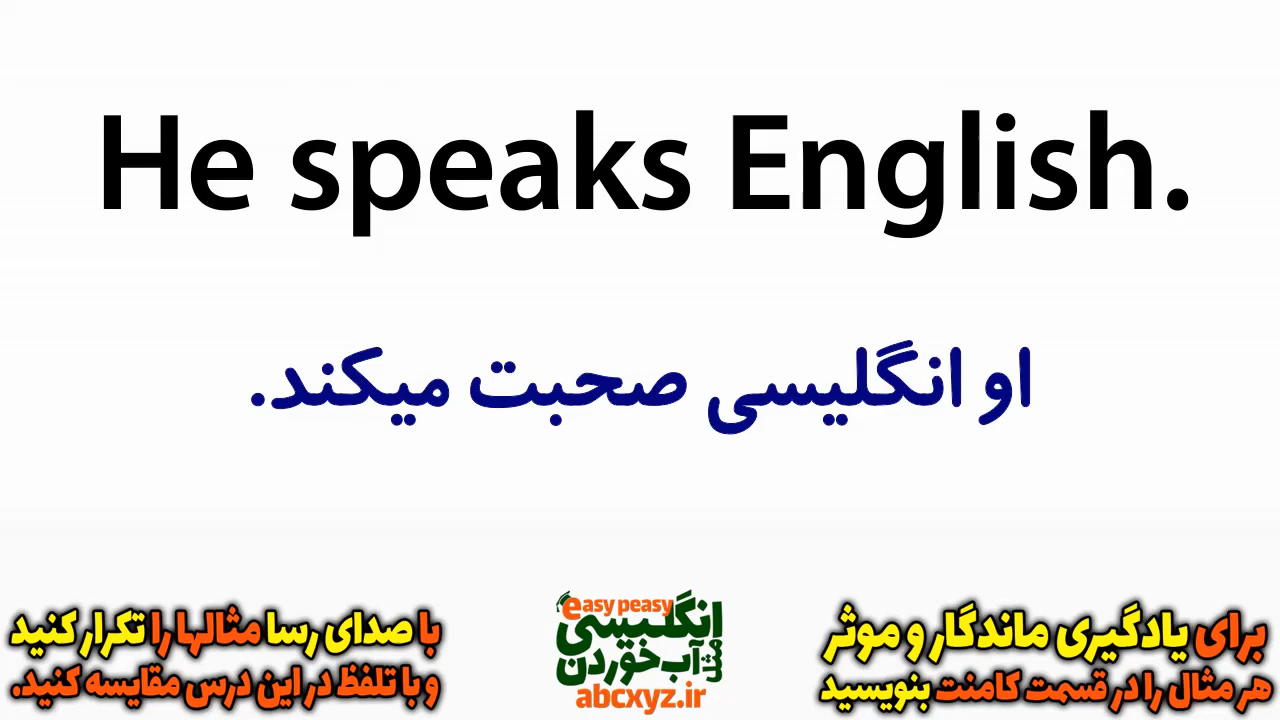 He speaks English.
او انگلیسی صحبت میکند.
برای یادگیری ماندگار و موثر
هر مثال را در قسمت کامنت بنویسید
easy peasy
انگلیسی
مثل آب خوردن
abcxyz.ir
با صدای رسا مثالها را تکرار کنید
و با تلفظ در این درس مقایسه کنید.